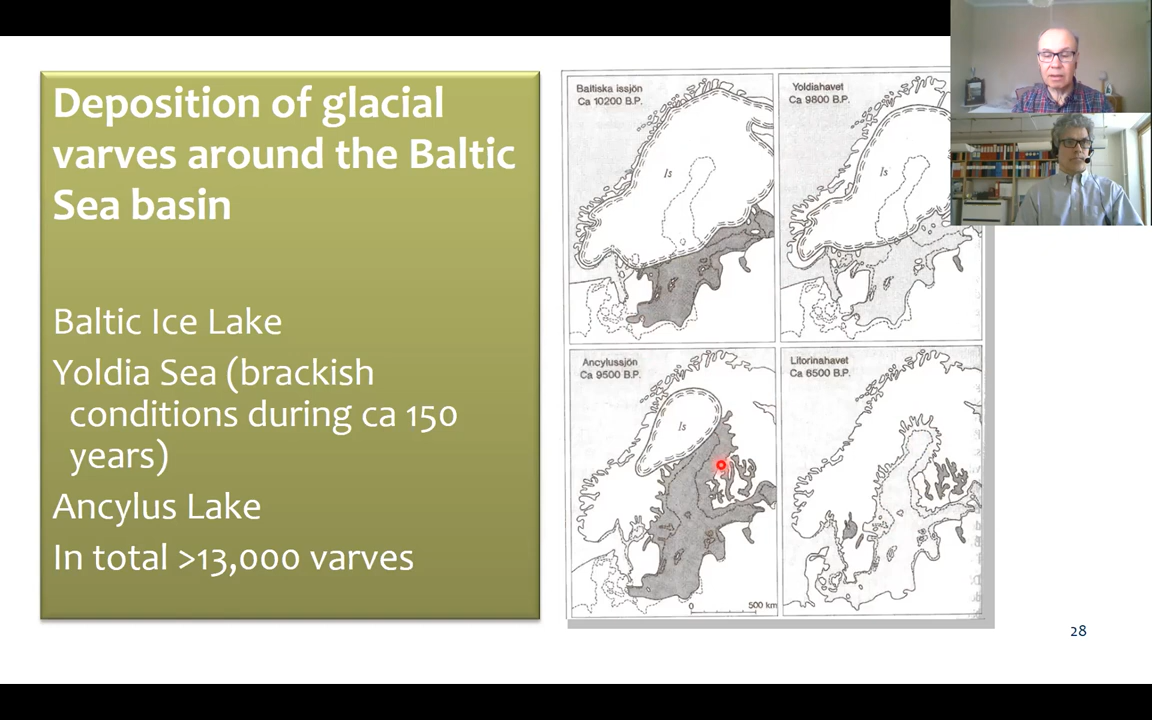 Deposition of glacial
varves around the Baltic
Sea basin
Baltic Ice Lake
Yoldia Sea (brackish
conditions during ca 150
years)
Ancylus Lake
In total >13,000 varves
Baltiska issjön
Ca 10200 B.P.
Is
Yoldiahavet
Ca 9800 B.P.
Is
Ancylussjön
Ca 9500 B.P.
Is
0 500 km
Litorinahavet
Ca 6500 B.P.
28